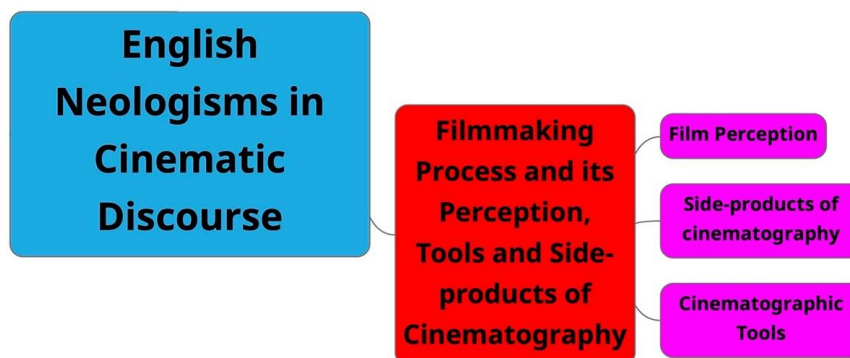 English
Neologisms in
Cinematic
Discourse
Filmmaking
Process and its
Perception,
Tools and Side-
products of
Cinematography
Film Perception
Side-products of
cinematography
Cinematographic
Tools